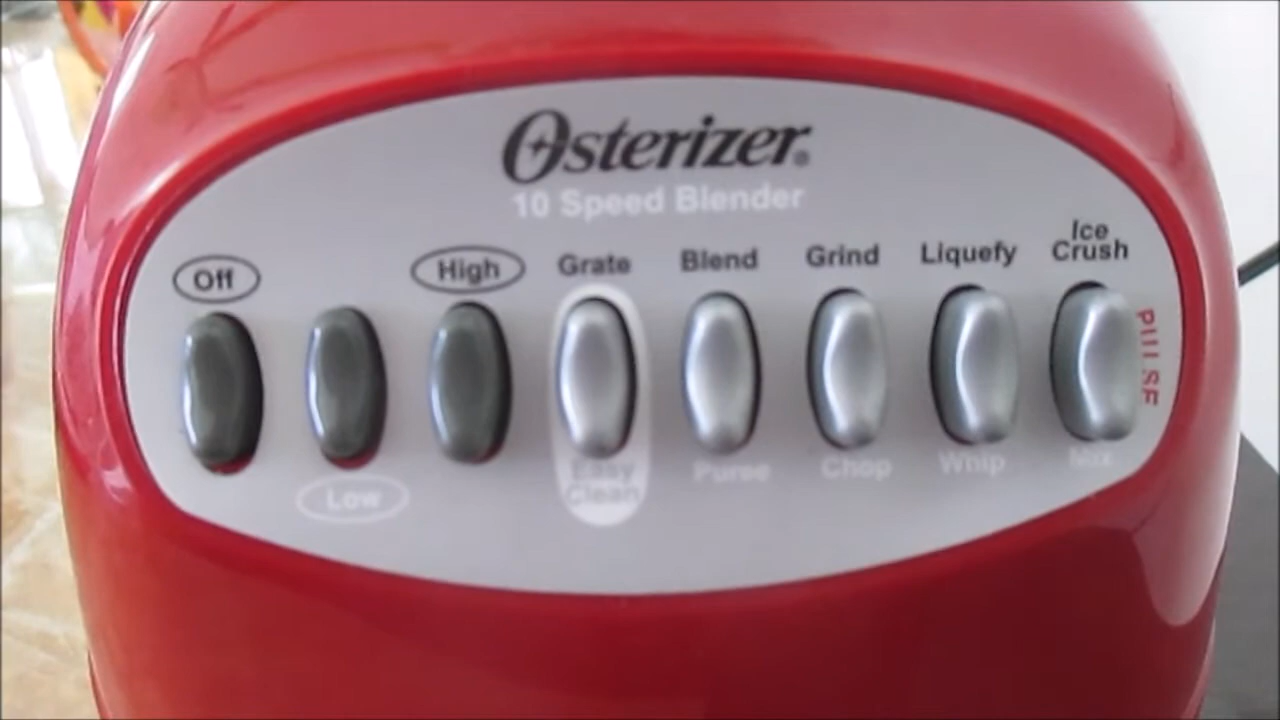 Osterizer®
10 Speed Blender
Off
High
Grate
Blend
Grind
Liquefy
Ice
Crush
PULSE
Easy
Clean
Puree
Chop
Whip
Mix
Low